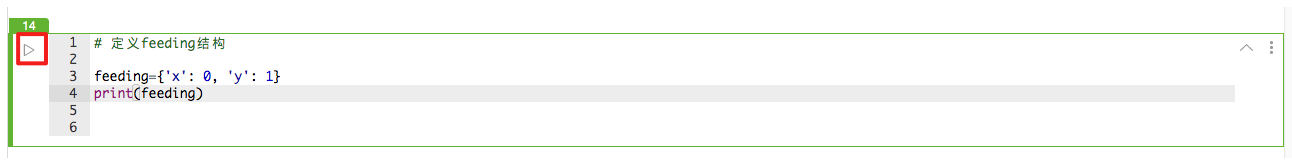 14
1 # 定义feeding结构
2
3 feeding={'x': 0, 'y': 1}
4 print(feeding)
5
6